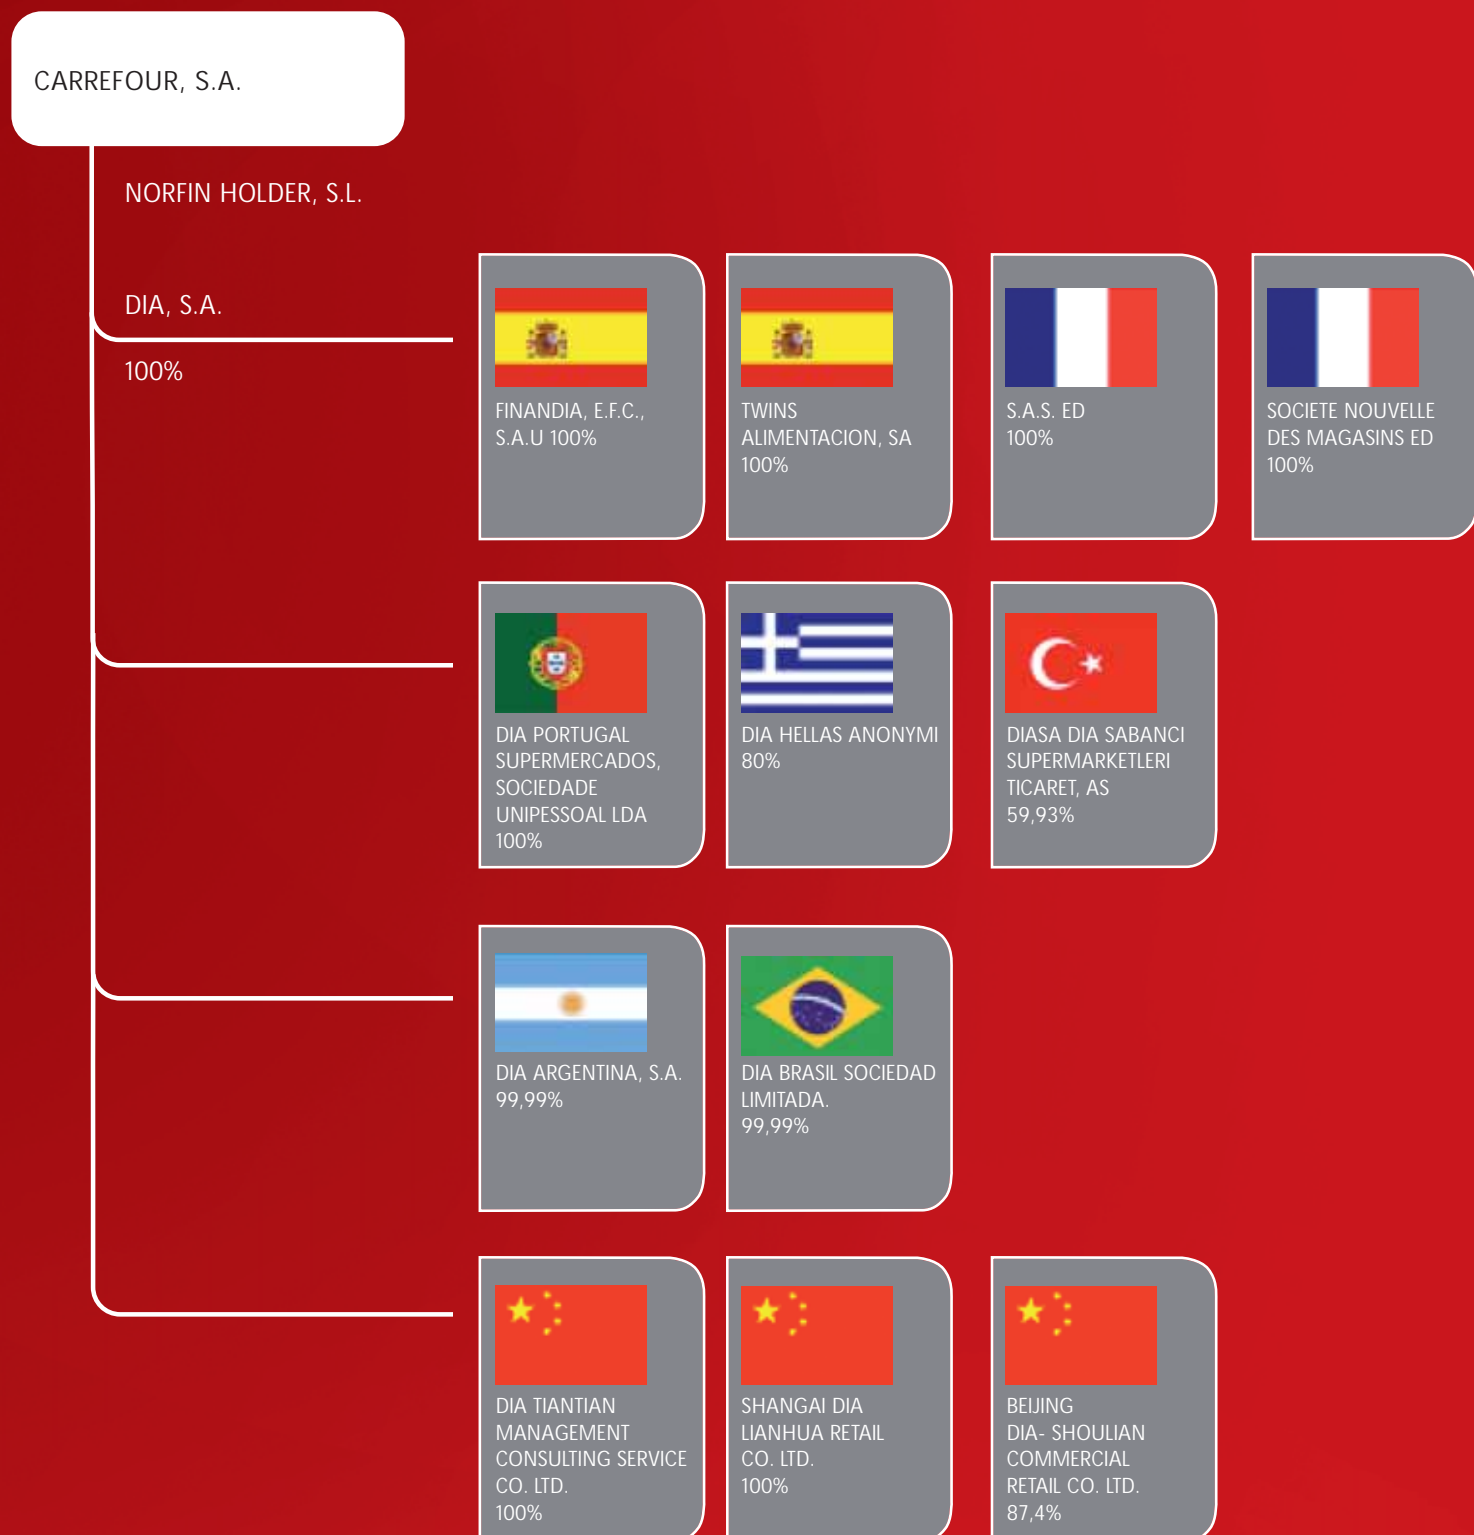 CARREFOUR, S.A.
NORFIN HOLDER, S.L.
DIA, S.A.
100%
FINANDIA, E.F.C.,
S.A.U 100%
TWINS
ALIMENTACION, SA
100%
S.A.S. ED
100%
SOCIETE NOUVELLE
DES MAGASINS ED
100%
DIA PORTUGAL
SUPERMERCADOS,
SOCIEDADE
UNIPESSOAL LDA
100%
DIA HELLAS ANONYMI
80%
DIASA DIA SABANCI
SUPERMARKETLERI
TICARET, AS
59,93%
DIA ARGENTINA, S.A.
99,99%
DIA BRASIL SOCIEDAD
LIMITADA.
99,99%
DIA TIANTIAN
MANAGEMENT
CONSULTING SERVICE
CO. LTD.
100%
SHANGAI DIA
LIANHUA RETAIL
CO. LTD.
100%
BEIJING
DIA- SHOULIAN
COMMERCIAL
RETAIL CO. LTD.
87,4%